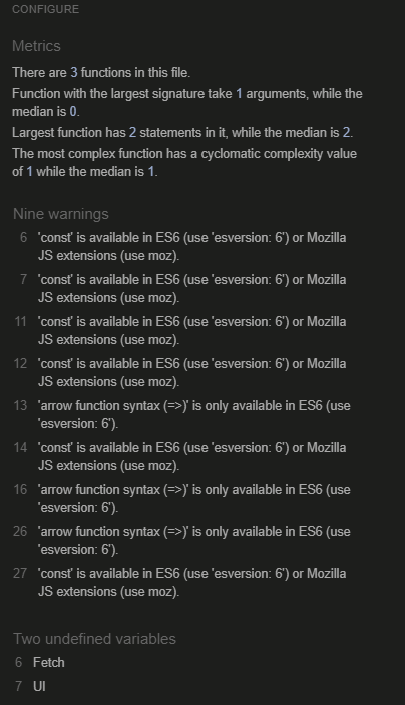 CONFIGURE
Metrics
There are 3 functions in this file.
Function with the largest signature take 1 arguments, while the
median is 0.
Largest function has 2 statements in it, while the median is 2.
The most complex function has a cyclomatic complexity value
of 1 while the median is 1.
Nine warnings
6 'const' is available in ES6 (use 'esversion: 6') or Mozilla
JS extensions (use moz).
7 'const' is available in ES6 (use 'esversion: 6') or Mozilla
JS extensions (use moz).
11 'const' is available in ES6 (use 'esversion: 6') or Mozilla
JS extensions (use moz).
12 'const' is available in ES6 (use 'esversion: 6') or Mozilla
JS extensions (use moz).
13 'arrow function syntax (=>)' is only available in ES6 (use
'esversion: 6').
14 'const' is available in ES6 (use 'esversion: 6') or Mozilla
JS extensions (use moz).
16 'arrow function syntax (=>)' is only available in ES6 (use
'esversion: 6').
26 'arrow function syntax (=>)' is only available in ES6 (use
'esversion: 6').
27 'const' is available in ES6 (use 'esversion: 6') or Mozilla
JS extensions (use moz).
Two undefined variables
6 Fetch
7 UI